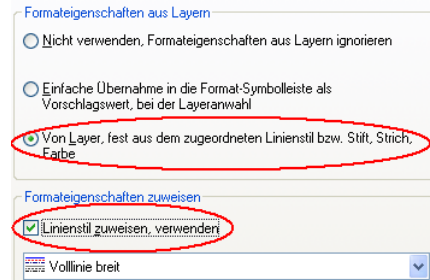 Formateigenschaften aus Layern
Nicht verwenden, Formateigenschaften aus Layern ignorieren
Einfache Übernahme in die Format-Symbolleiste als
Vorschlagswert, bei der Layeranwahl
Von Layer, fest aus dem zugeordneten Linienstil bzw. Stift, Strich,
Farbe
Formateigenschaften zuweisen
Linienstil zuweisen, verwenden
Volllinie breit